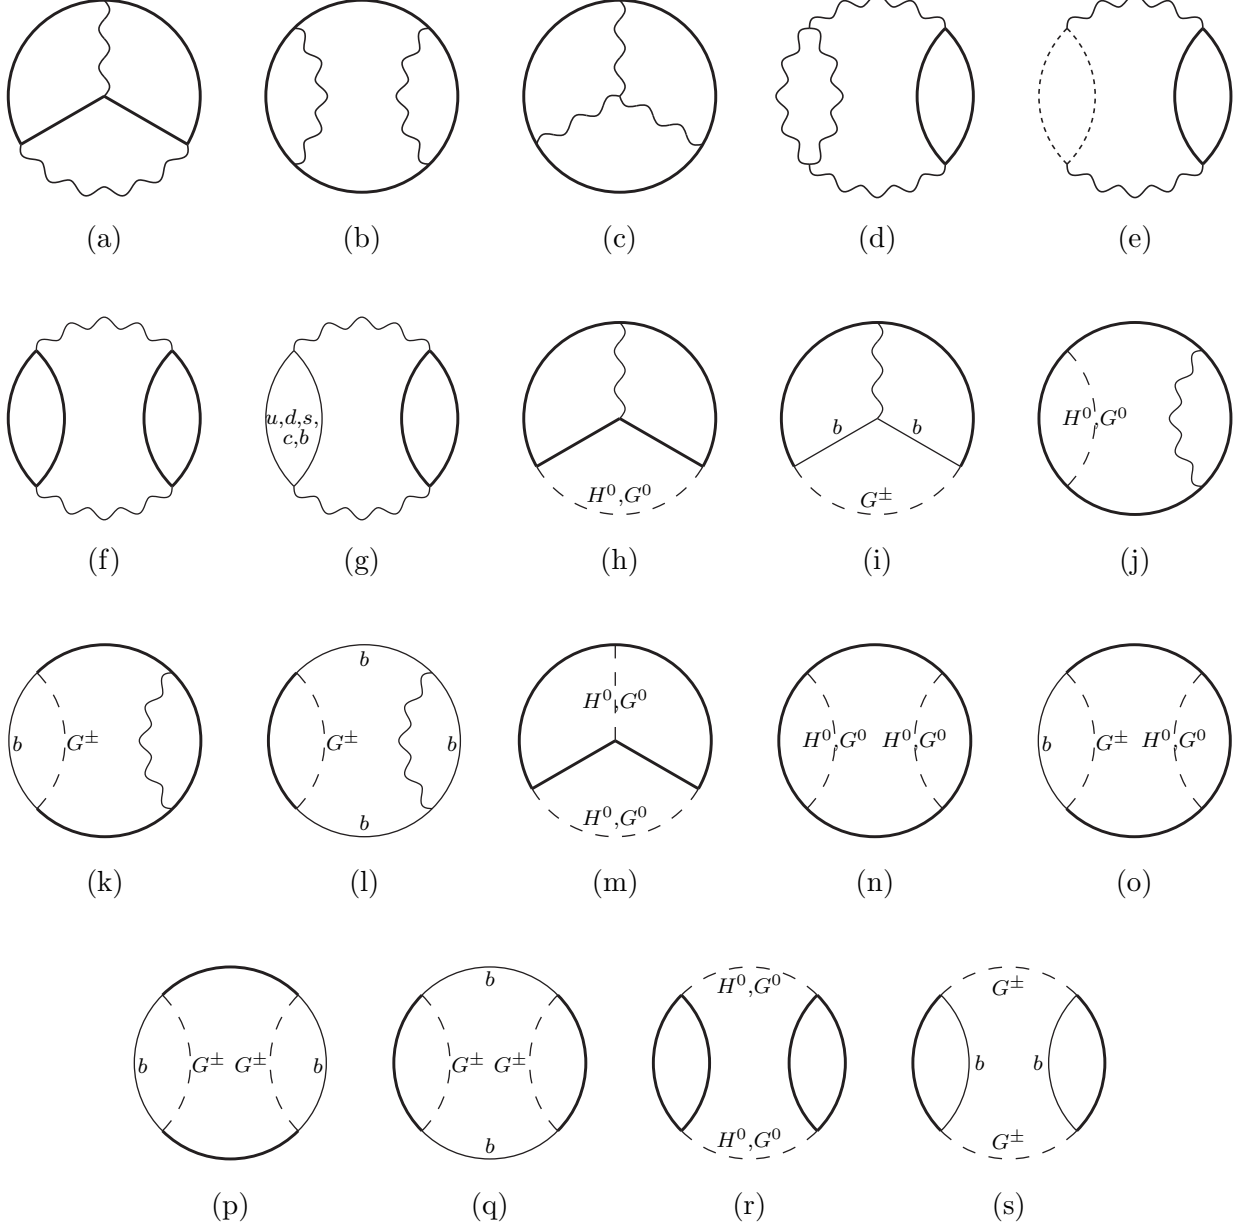 (a) (b) (c) (d) (e)
u,d,s,
c,b
H⁰,G⁰
b b
G±
H⁰,G⁰
(f) (g) (h) (i) (j)
b G±
b
G± b
b
H⁰,G⁰
H⁰,G⁰
H⁰,G⁰ H⁰,G⁰
b G± H⁰,G⁰
(k) (l) (m) (n) (o)
b G± G± b
b
G± G±
b
H⁰,G⁰
H⁰,G⁰
G±
b b
G±
(p) (q) (r) (s)